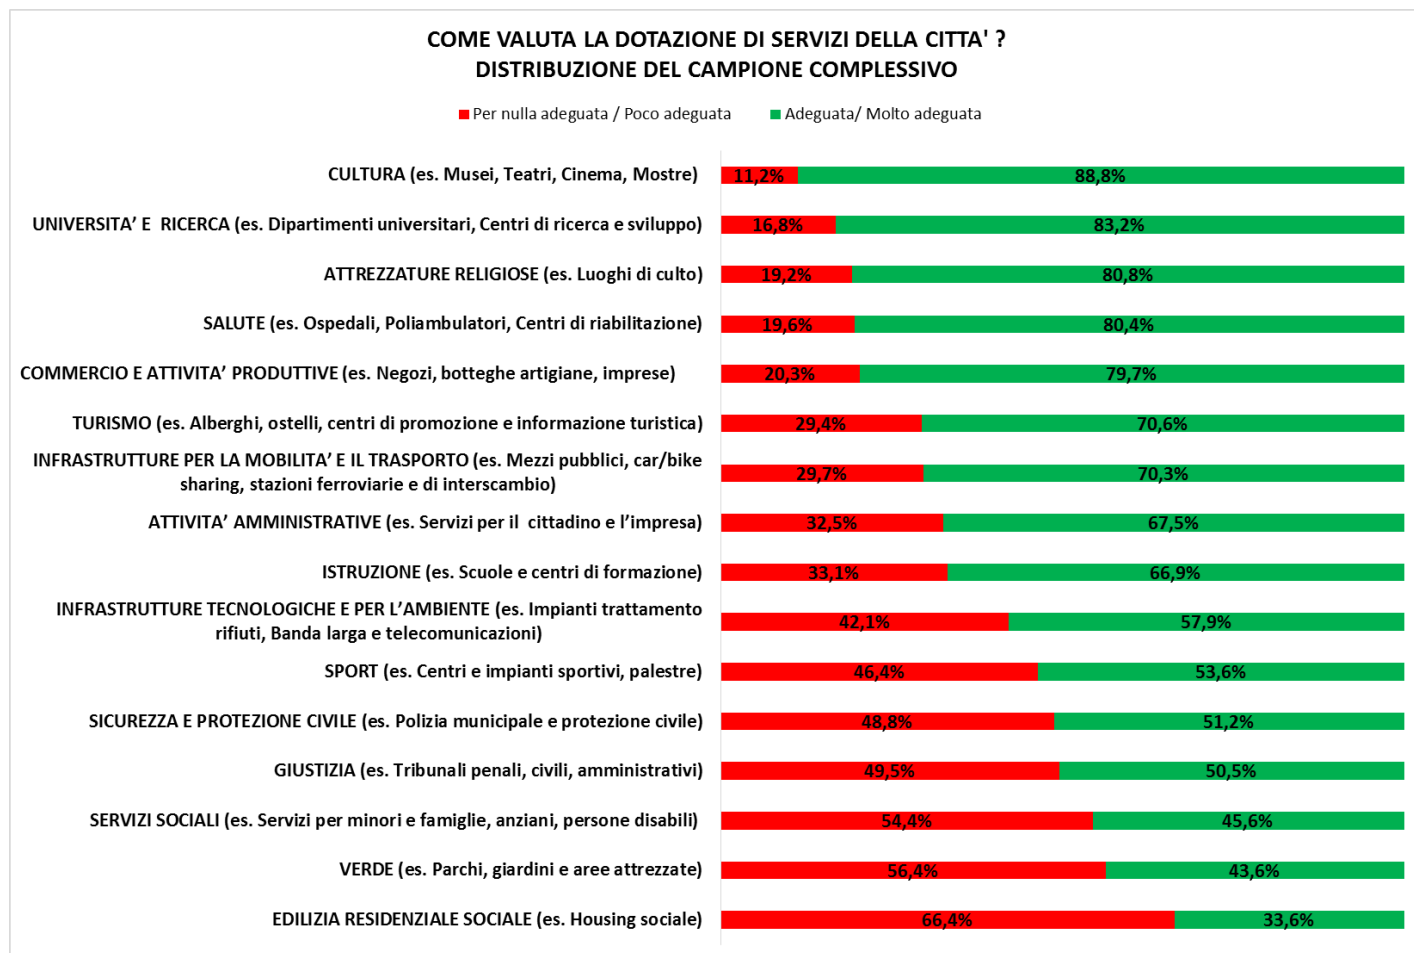 COME VALUTA LA DOTAZIONE DI SERVIZI DELLA CITTA' ?
DISTRIBUZIONE DEL CAMPIONE COMPLESSIVO
Per nulla adeguata / Poco adeguata Adeguata/ Molto adeguata
CULTURA (es. Musei, Teatri, Cinema, Mostre) 11,2% 88,8%
UNIVERSITA’ E  RICERCA (es. Dipartimenti universitari, Centri di ricerca e sviluppo) 16,8% 83,2%
ATTREZZATURE RELIGIOSE (es. Luoghi di culto) 19,2% 80,8%
SALUTE (es. Ospedali, Poliambulatori, Centri di riabilitazione) 19,6% 80,4%
COMMERCIO E ATTIVITA’ PRODUTTIVE (es. Negozi, botteghe artigiane, imprese) 20,3% 79,7%
TURISMO (es. Alberghi, ostelli, centri di promozione e informazione turistica) 29,4% 70,6%
INFRASTRUTTURE PER LA MOBILITA’ E IL TRASPORTO (es. Mezzi pubblici, car/bike
sharing, stazioni ferroviarie e di interscambio) 29,7% 70,3%
ATTIVITA’ AMMINISTRATIVE (es. Servizi per il  cittadino e l’impresa) 32,5% 67,5%
ISTRUZIONE (es. Scuole e centri di formazione) 33,1% 66,9%
INFRASTRUTTURE TECNOLOGICHE E PER L’AMBIENTE (es. Impianti trattamento
rifiuti, Banda larga e telecomunicazioni) 42,1% 57,9%
SPORT (es. Centri e impianti sportivi, palestre) 46,4% 53,6%
SICUREZZA E PROTEZIONE CIVILE (es. Polizia municipale e protezione civile) 48,8% 51,2%
GIUSTIZIA (es. Tribunali penali, civili, amministrativi) 49,5% 50,5%
SERVIZI SOCIALI (es. Servizi per minori e famiglie, anziani, persone disabili) 54,4% 45,6%
VERDE (es. Parchi, giardini e aree attrezzate) 56,4% 43,6%
EDILIZIA RESIDENZIALE SOCIALE (es. Housing sociale) 66,4% 33,6%